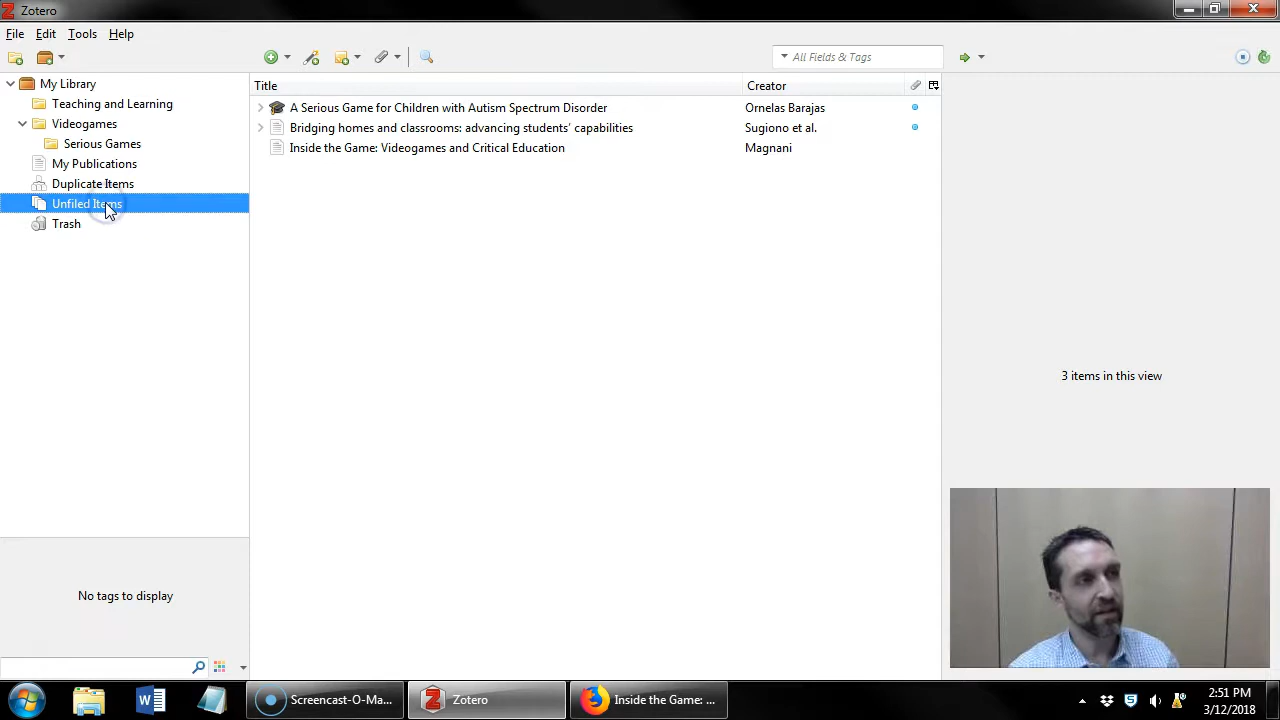 Zotero
File Edit Tools Help
All Fields & Tags
My Library
Teaching and Learning
Videogames
Serious Games
My Publications
Duplicate Items
Unfiled Items
Trash
Title Creator
A Serious Game for Children with Autism Spectrum Disorder Ornelas Barajas
Bridging homes and classrooms: advancing students' capabilities Sugiono et al.
Inside the Game: Videogames and Critical Education Magnani
3 items in this view
No tags to display
Screencast-O-Ma... Zotero Inside the Game: ...
2:51 PM
3/12/2018